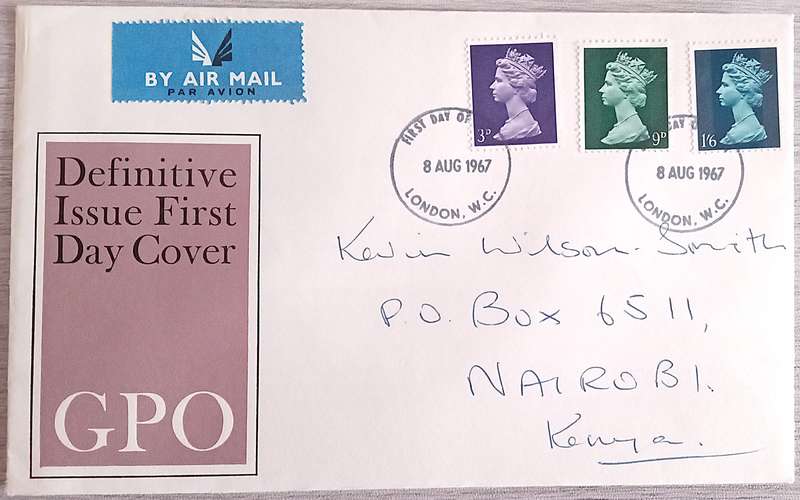 BY AIR MAIL
PAR AVION
3D
9D
1'6
FIRST DAY OF
8 AUG 1967
LONDON, W.C.
DAY O
8 AUG 1967
LONDON, W.C.
Definitive
Issue First
Day Cover
GPO
Kevin Wilson-Smith
P.O. Box 6511,
NAIROBI.
Kenya.